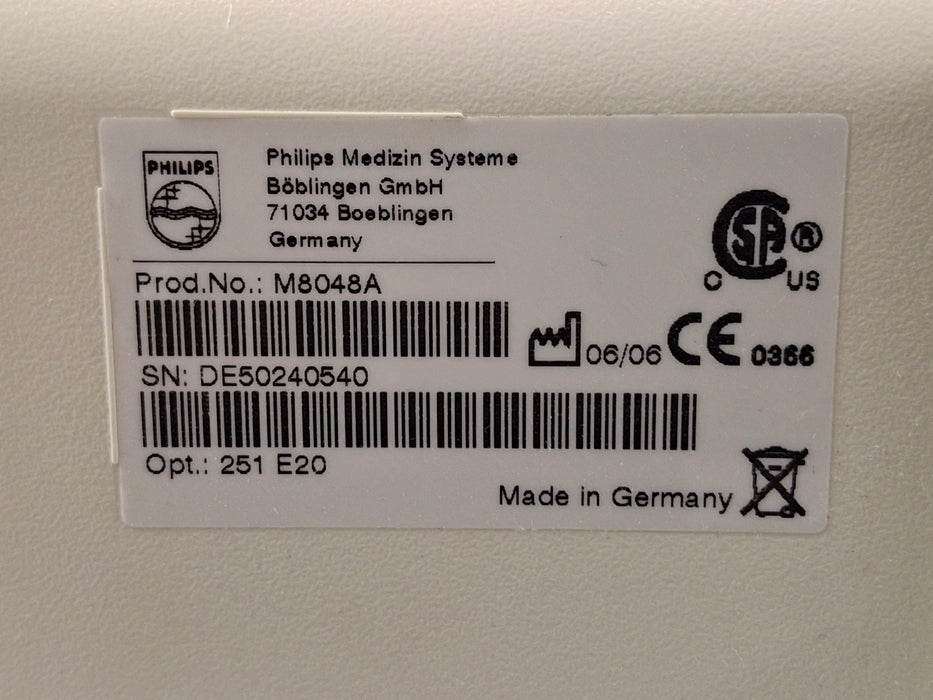 PHILIPS
Philips Medizin Systeme
Böblingen GmbH
71034 Boeblingen
Germany
Prod.No.: M8048A
SN: DE50240540
Opt.: 251 E20
06/06 CE 0366
C SA ® C US
Made in Germany